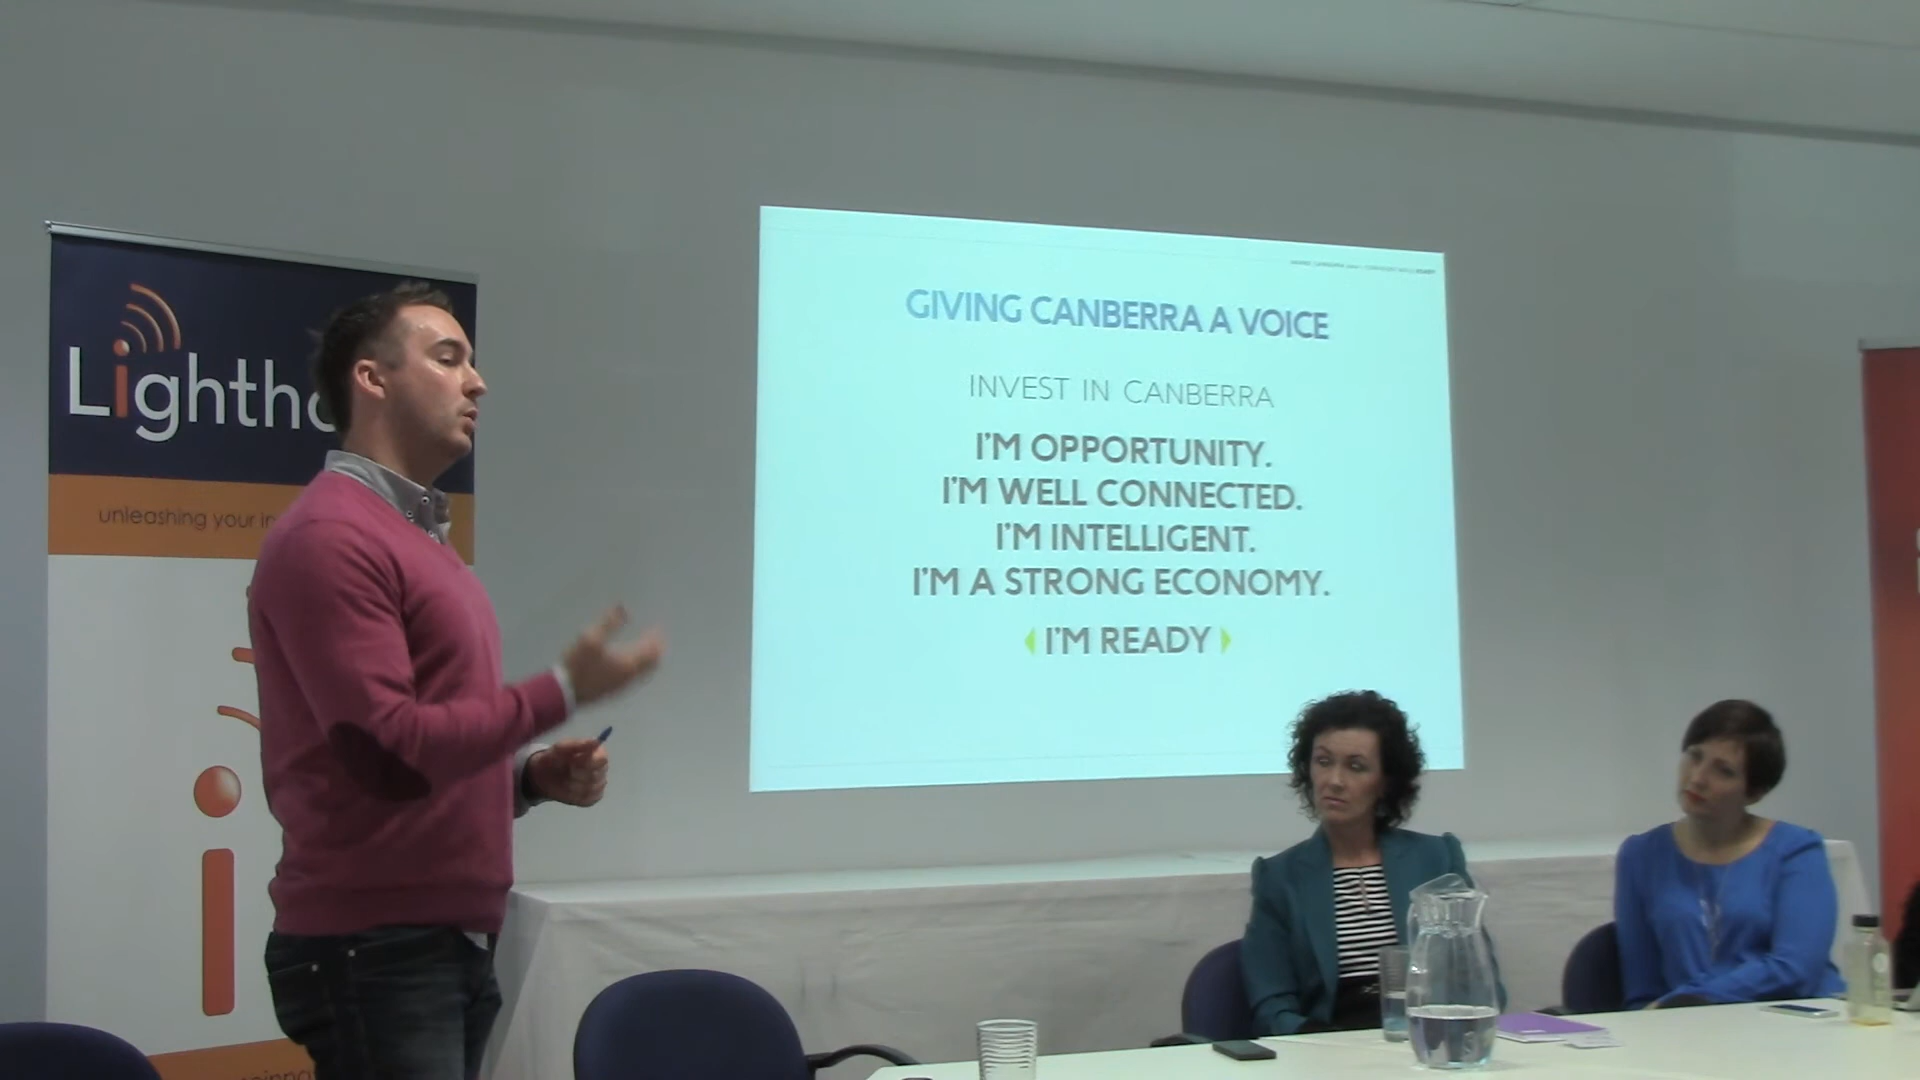 Lightho
unleashing your in
GIVING CANBERRA A VOICE
INVEST IN CANBERRA
I'M OPPORTUNITY.
I'M WELL CONNECTED.
I'M INTELLIGENT.
I'M A STRONG ECONOMY.
I'M READY